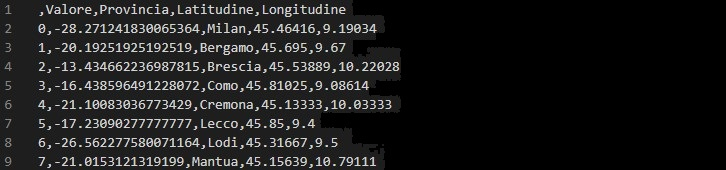 1 ,Valore,Provincia,Latitudine,Longitudine
2 0,-28.271241830065364,Milan,45.46416,9.19034
3 1,-20.19251925192519,Bergamo,45.695,9.67
4 2,-13.434662236987815,Brescia,45.53889,10.22028
5 3,-16.438596491228072,Como,45.81025,9.08614
6 4,-21.10083036773429,Cremona,45.13333,10.03333
7 5,-17.23090277777777,Lecco,45.85,9.4
8 6,-26.562277580071164,Lodi,45.31667,9.5
9 7,-21.0153121319199,Mantua,45.15639,10.79111